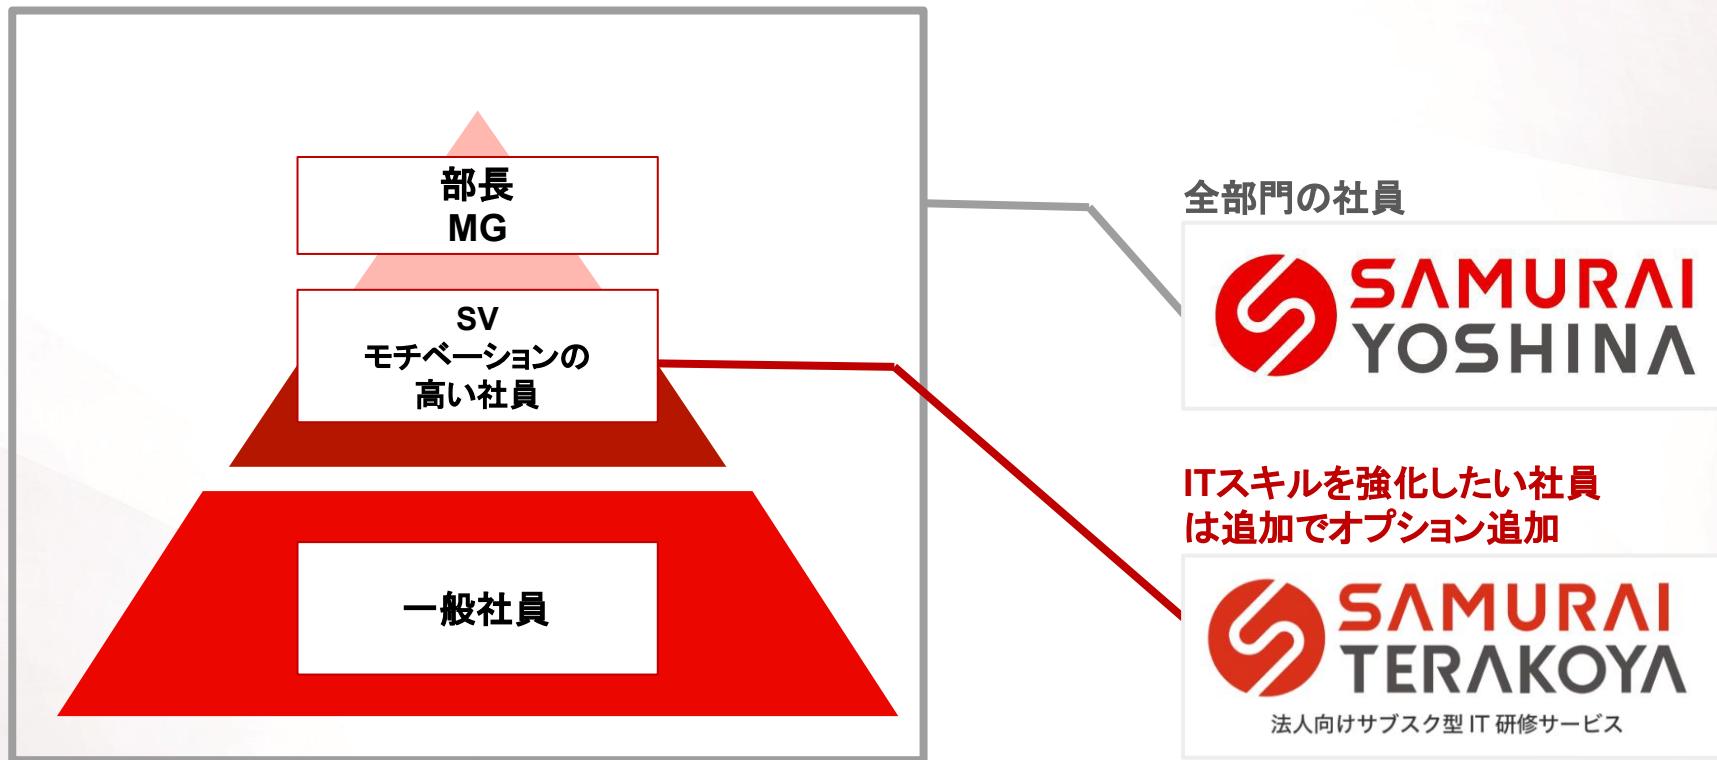 部長
MG
SV
モチベーションの
高い社員
一般社員
全部門の社員
SAMURAI
YOSHINA
ITスキルを強化したい社員
は追加でオプション追加
SAMURAI
TERAKOYA
法人向けサブスク型 IT 研修サービス